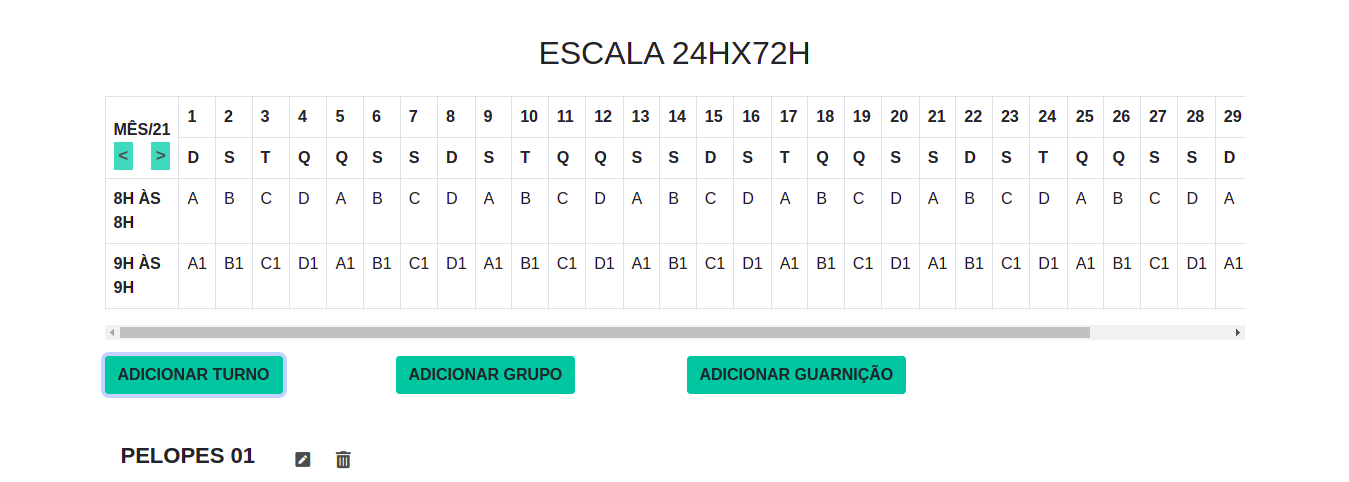 ESCALA 24HX72H
MÊS/21 1 2 3 4 5 6 7 8 9 10 11 12 13 14 15 16 17 18 19 20 21 22 23 24 25 26 27 28 29
< > D S T Q Q S S D S T Q Q S S D S T Q Q S S D S T Q Q S S D
8H ÀS A B C D A B C D A B C D A B C D A B C D A B C D A B C D A
8H
9H ÀS A1 B1 C1 D1 A1 B1 C1 D1 A1 B1 C1 D1 A1 B1 C1 D1 A1 B1 C1 D1 A1 B1 C1 D1 A1 B1 C1 D1 A1
9H
ADICIONAR TURNO ADICIONAR GRUPO ADICIONAR GUARNIÇÃO
PELOPES 01